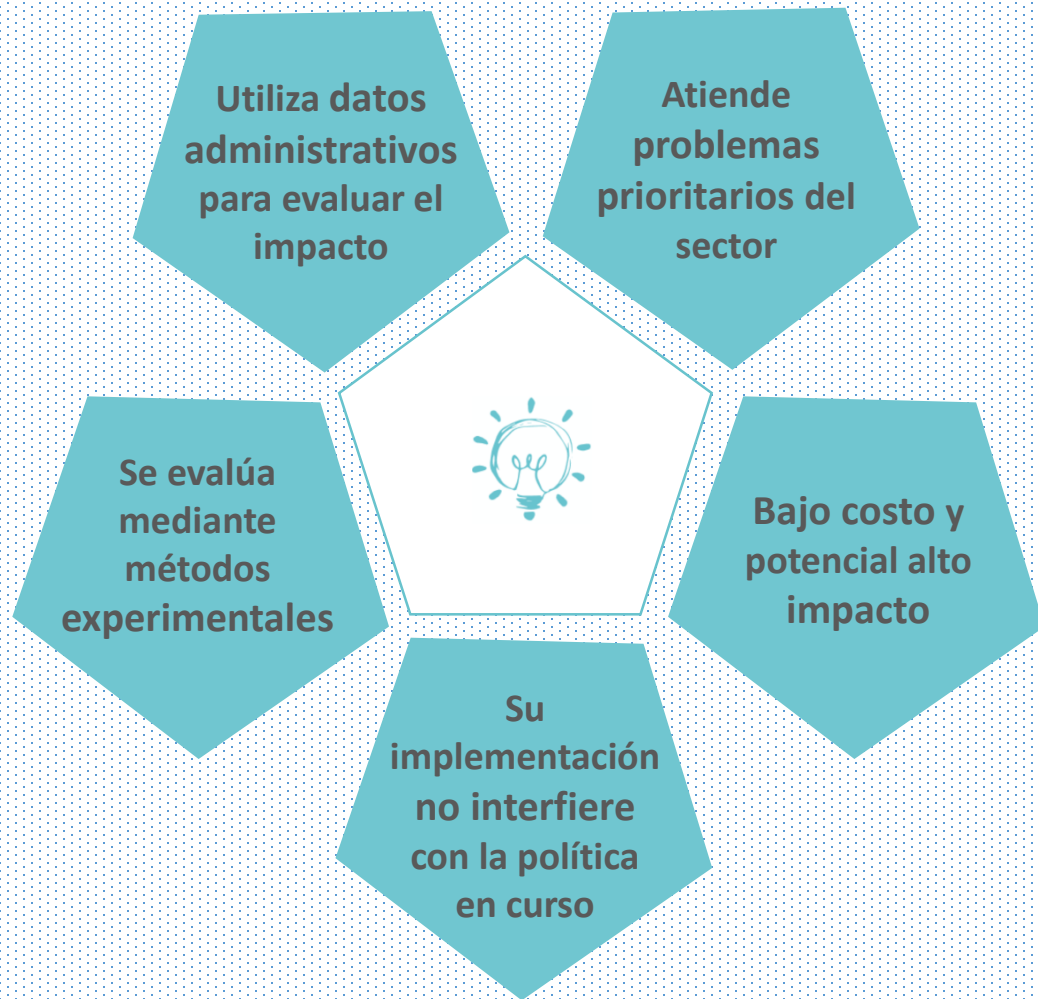 Utiliza datos
administrativos
para evaluar el
impacto
Atiende
problemas
prioritarios del
sector
Se evalúa
mediante
métodos
experimentales
Bajo costo y
potencial alto
impacto
Su
implementación
no interfiere
con la política
en curso